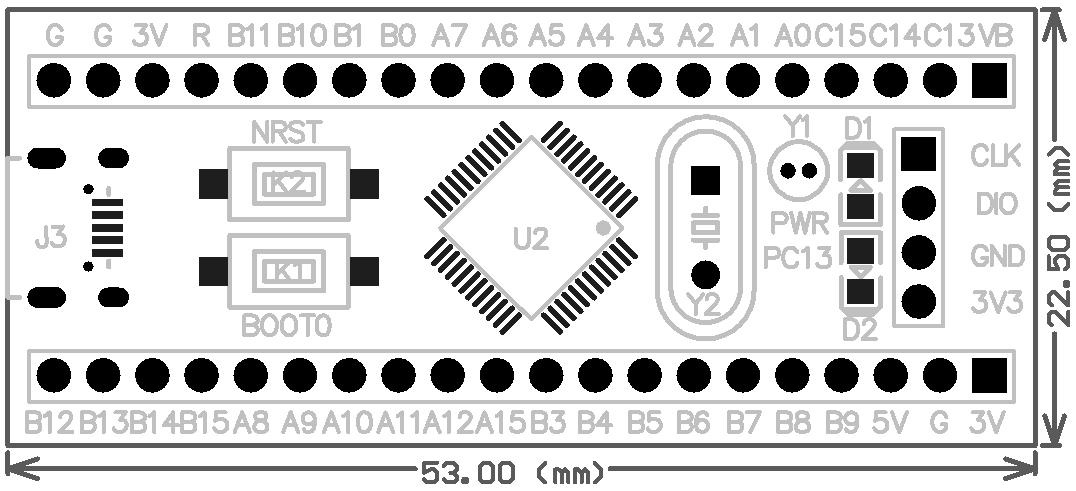 G G 3V R B11 B10 B1 B0 A7 A6 A5 A4 A3 A2 A1 A0 C15 C14 C13 VB
NRST
K2
J3
K1
BOOT0
U2
Y2
Y1
D1
PWR
PC13
D2
CLK
DIO
GND
3V3
B12 B13 B14 B15 A8 A9 A10 A11 A12 A15 B3 B4 B5 B6 B7 B8 B9 5V G 3V
53.00 (mm)
22.50 (mm)